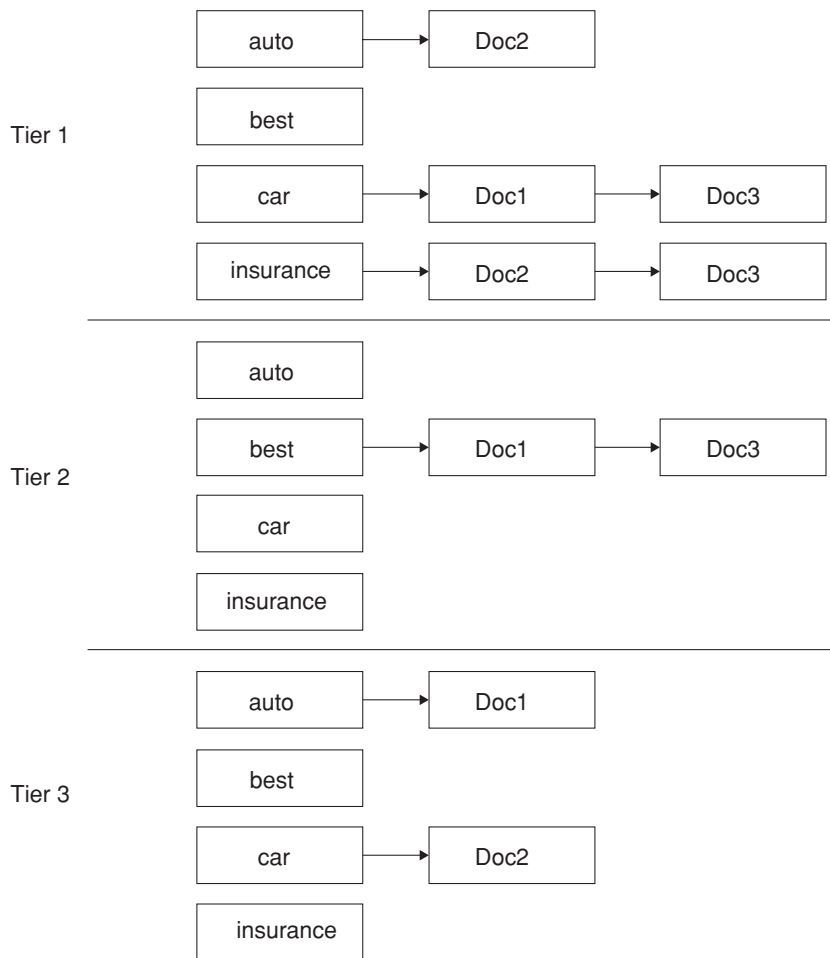 auto Doc2
Tier 1
best
car Doc1 Doc3
insurance Doc2 Doc3
auto
best Doc1 Doc3
Tier 2
car
insurance
auto Doc1
best
Tier 3
car Doc2
insurance